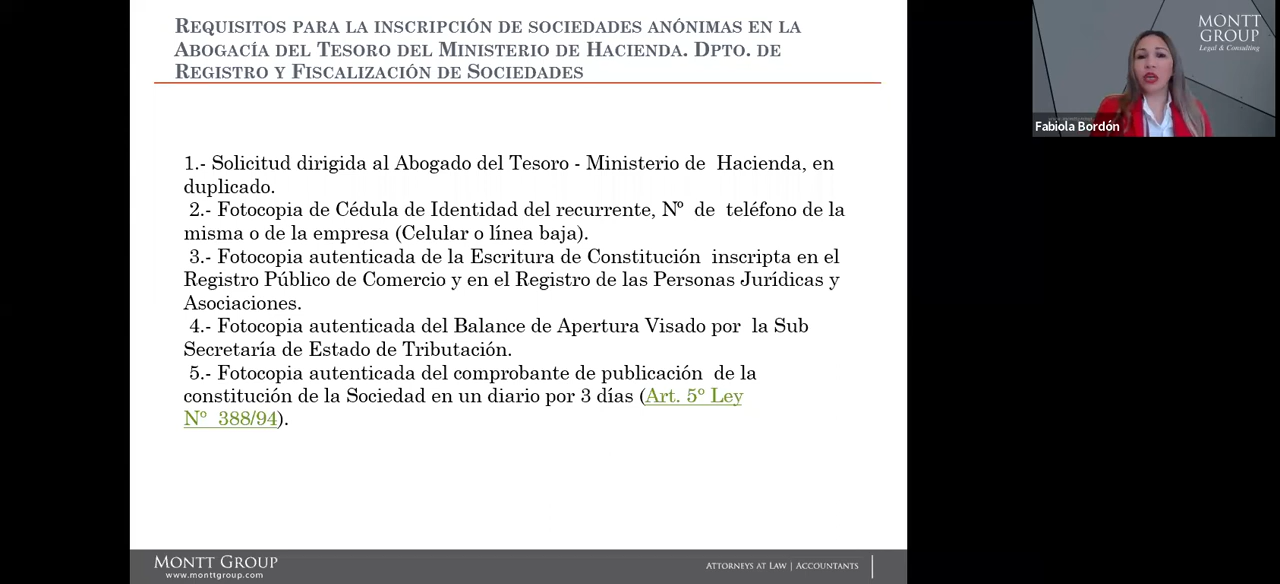 REQUISITOS PARA LA INSCRIPCIÓN DE SOCIEDADES ANÓNIMAS EN LA
ABOGACÍA DEL TESORO DEL MINISTERIO DE HACIENDA. DPTO. DE
REGISTRO Y FISCALIZACIÓN DE SOCIEDADES
1.- Solicitud dirigida al Abogado del Tesoro - Ministerio de Hacienda, en
duplicado.
2.- Fotocopia de Cédula de Identidad del recurrente, Nº de teléfono de la
misma o de la empresa (Celular o línea baja).
3.- Fotocopia autenticada de la Escritura de Constitución inscripta en el
Registro Público de Comercio y en el Registro de las Personas Jurídicas y
Asociaciones.
4.- Fotocopia autenticada del Balance de Apertura Visado por la Sub
Secretaría de Estado de Tributación.
5.- Fotocopia autenticada del comprobante de publicación de la
constitución de la Sociedad en un diario por 3 días (Art. 5º Ley
Nº 388/94).
MONTT GROUP
www.monttgroup.com
ATTORNEYS AT LAW | ACCOUNTANTS
MONTT
GROUP
Legal & Consulting
Fabiola Bordón